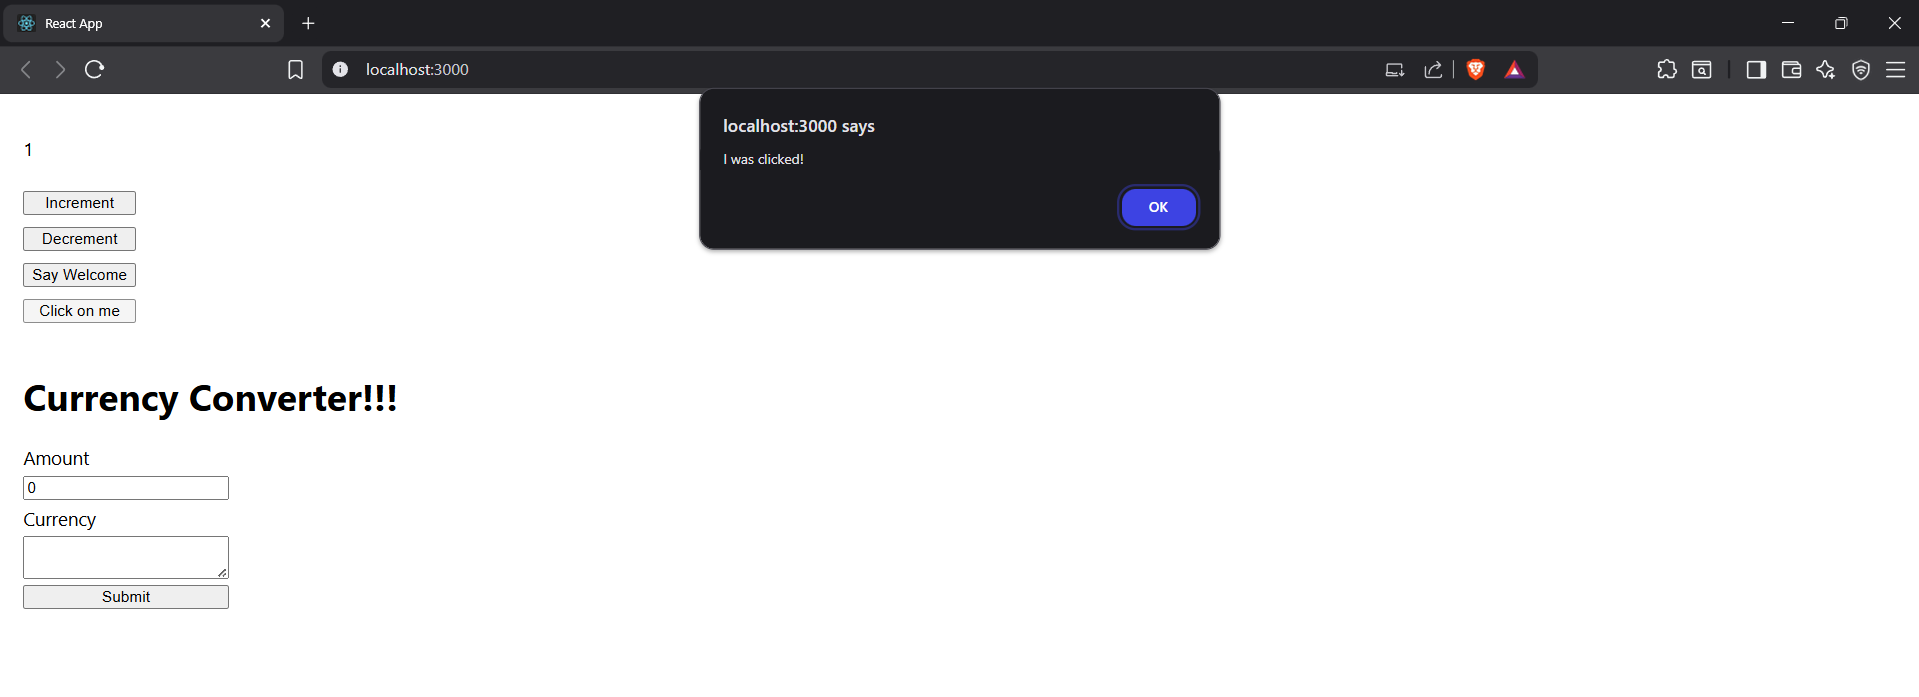 React App
localhost:3000
localhost:3000 says
I was clicked!
OK
1
Increment
Decrement
Say Welcome
Click on me
Currency Converter!!!
Amount
0
Currency
Submit